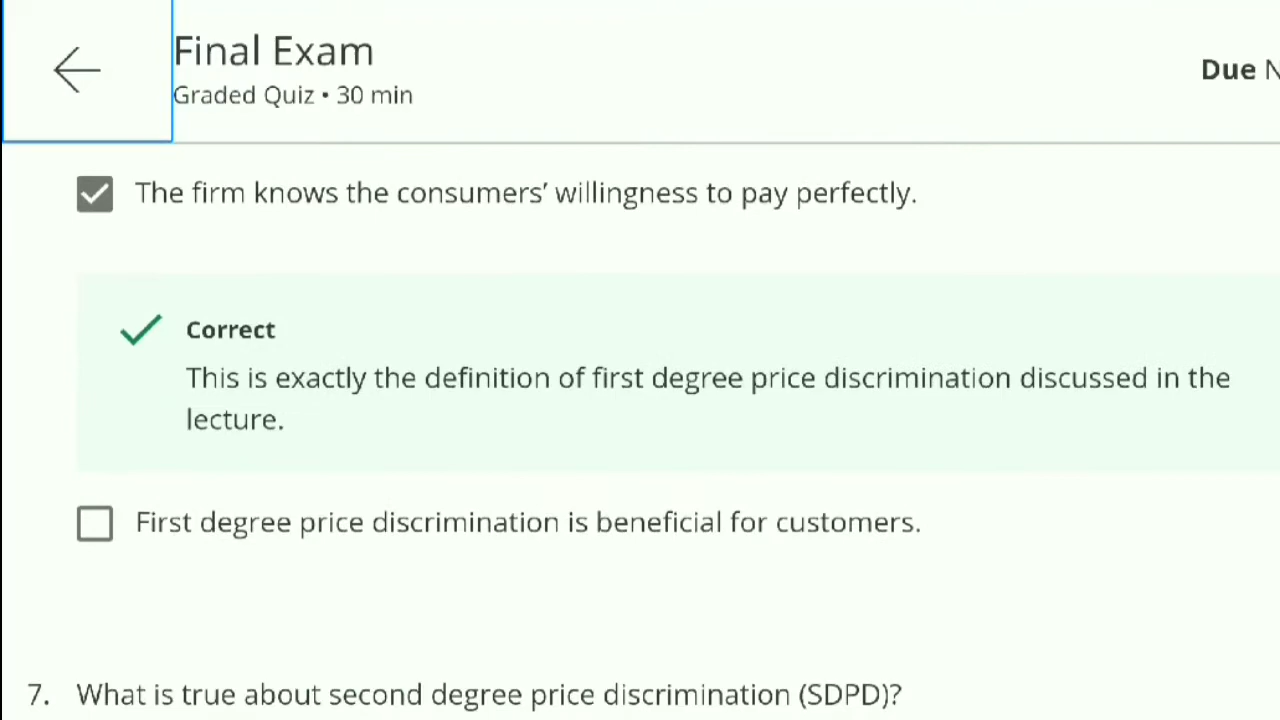 Final Exam
Due N
Graded Quiz • 30 min
The firm knows the consumers’ willingness to pay perfectly.
Correct
This is exactly the definition of first degree price discrimination discussed in the
lecture.
First degree price discrimination is beneficial for customers.
7. What is true about second degree price discrimination (SDPD)?